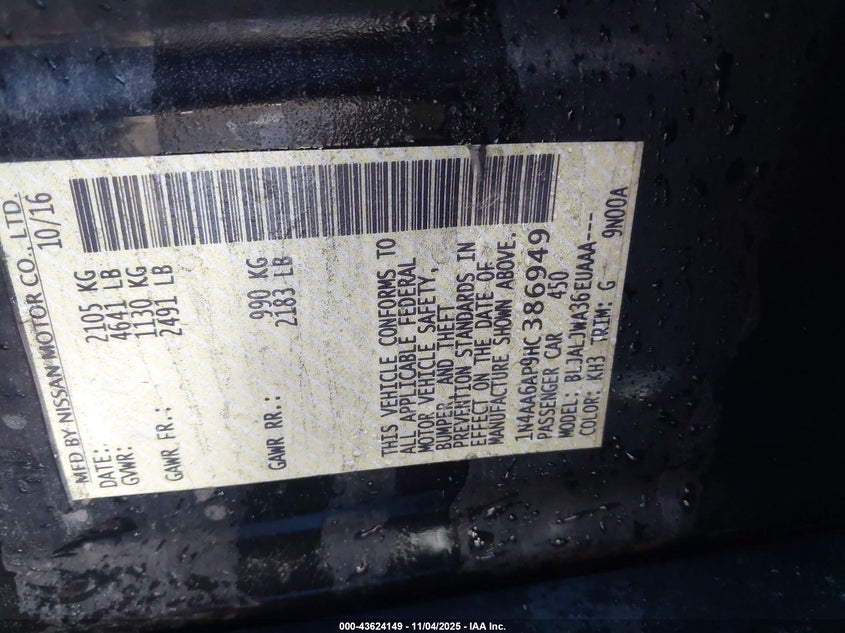 MFD BY NISSAN MOTOR CO., LTD.
DATE: 10/16
GVWR: 2105 KG
4641 LB
GAWR FR.: 1130 KG
2491 LB
GAWR RR.: 990 KG
2183 LB
THIS VEHICLE CONFORMS TO
ALL APPLICABLE FEDERAL
MOTOR VEHICLE SAFETY,
BUMPER, AND THEFT
PREVENTION STANDARDS IN
EFFECT ON THE DATE OF
MANUFACTURE SHOWN ABOVE.
1N4AA6AP9HC386949
PASSENGER CAR 450
MODEL: BLJALJWA36EUAAA---
COLOR: KH3 TRIM: G 9N00A
000-43624149 - 11/04/2025 - IAA Inc.